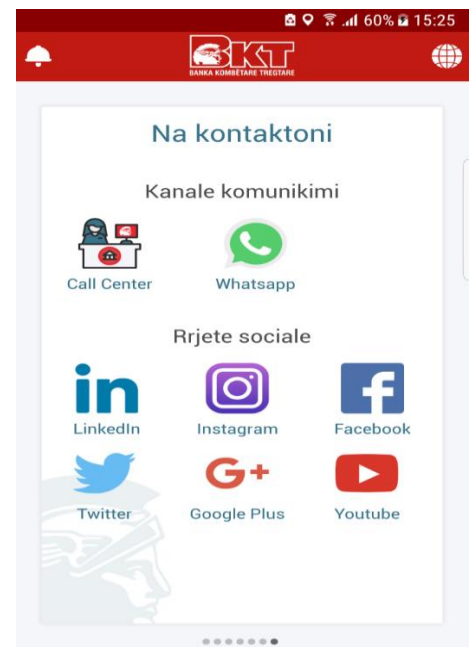 60% 15:25
BKT
BANKA KOMBËTARE TREGTARE
Na kontaktoni
Kanale komunikimi
Call Center Whatsapp
Rrjete sociale
in
LinkedIn Instagram Facebook
G+
Twitter Google Plus Youtube